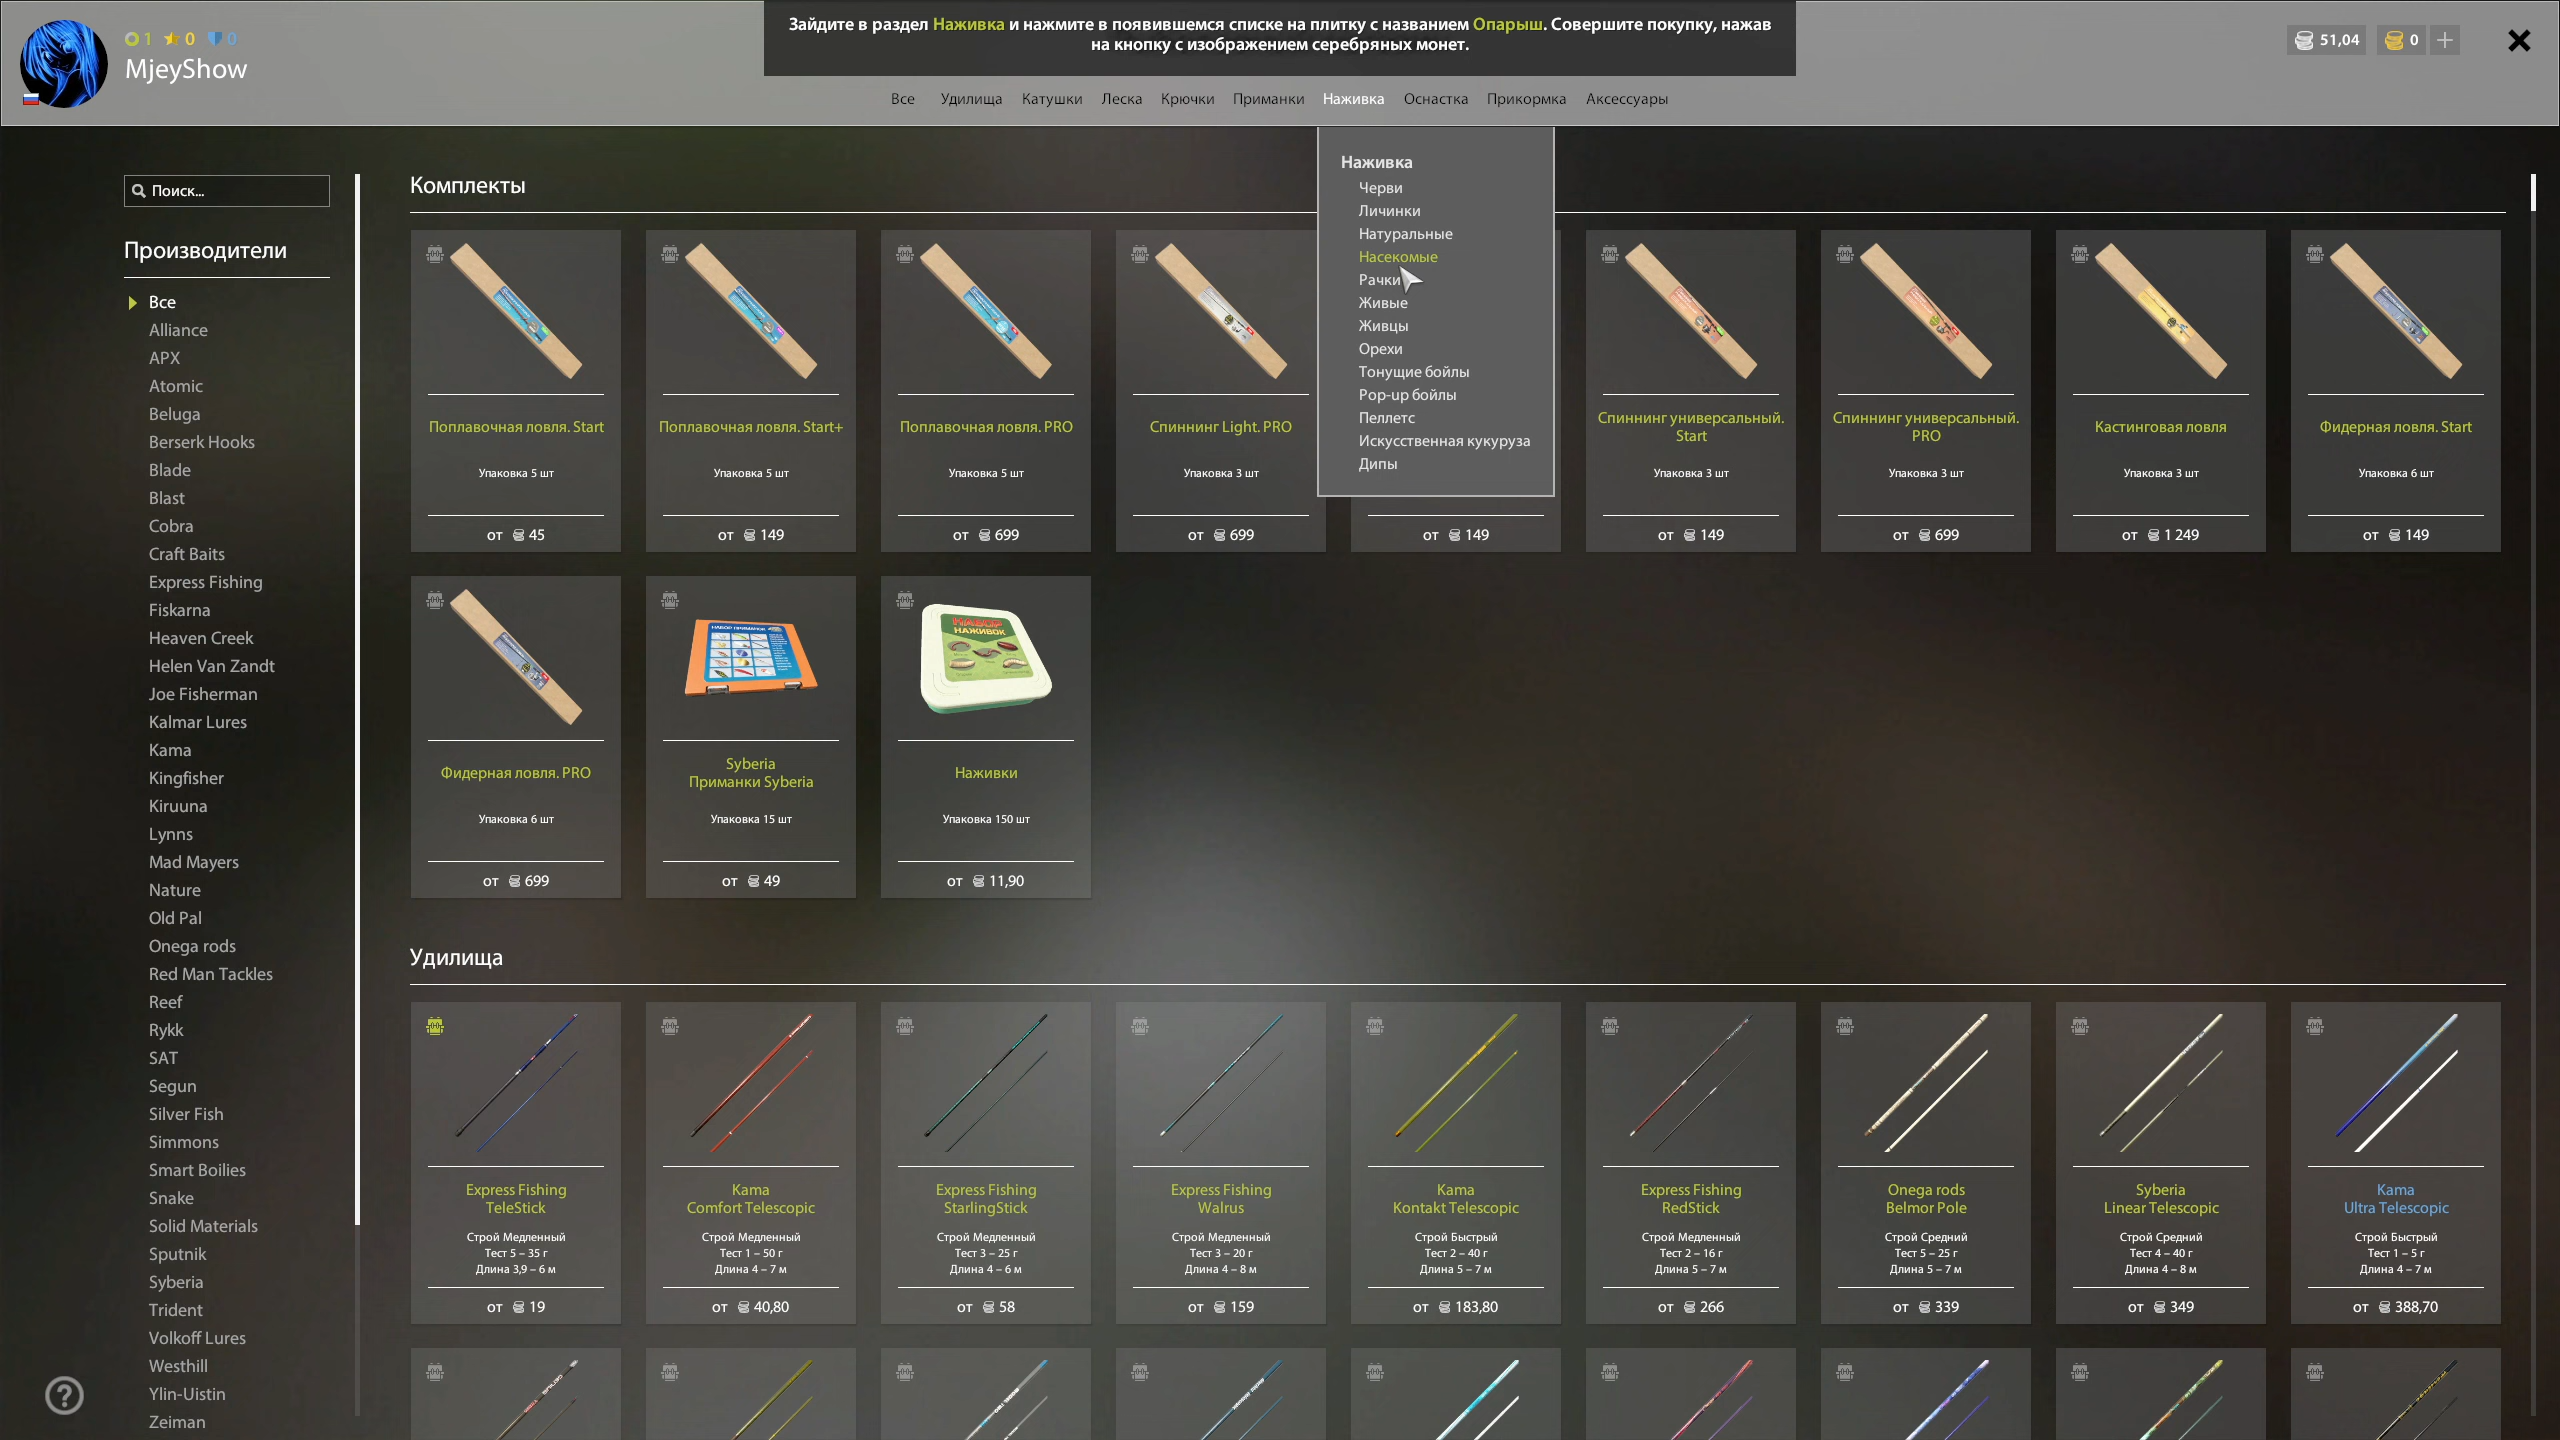 Зайдите в раздел Наживка и нажмите в появившемся списке на плитку с названием Опарыш. Совершите покупку, нажав
на кнопку с изображением серебряных монет.
1 0 0
MjeyShow
51,04 0
Все Удилища Катушки Леска Крючки Приманки Наживка Оснастка Прикормка Аксессуары
Наживка
Черви
Личинки
Натуральные
Насекомые
Рачки
Живые
Живцы
Орехи
Тонущие бойлы
Pop-up бойлы
Пеллетс
Искусственная кукуруза
Дипы
Поиск...
Производители
Все
Alliance
APX
Atomic
Beluga
Berserk Hooks
Blade
Blast
Cobra
Craft Baits
Express Fishing
Fiskarna
Heaven Creek
Helen Van Zandt
Joe Fisherman
Kalmar Lures
Kama
Kingfisher
Kiruuna
Lynns
Mad Mayers
Nature
Old Pal
Onega rods
Red Man Tackles
Reef
Rykk
SAT
Segun
Silver Fish
Simmons
Smart Boilies
Snake
Solid Materials
Sputnik
Syberia
Trident
Volkoff Lures
Westhill
Ylin-Uistin
Zeiman
Комплекты
Поплавочная ловля. Start
Упаковка 5 шт
от 45
Поплавочная ловля. Start+
Упаковка 5 шт
от 149
Поплавочная ловля. PRO
Упаковка 5 шт
от 699
Спиннинг Light. PRO
Упаковка 3 шт
от 699
от 149
Спиннинг универсальный.
Start
Упаковка 3 шт
от 149
Спиннинг универсальный.
PRO
Упаковка 3 шт
от 699
Кастинговая ловля
Упаковка 3 шт
от 1 249
Фидерная ловля. Start
Упаковка 6 шт
от 149
Фидерная ловля. PRO
Упаковка 6 шт
от 699
НАБОР ПРИМАНОК
Syberia
Приманки Syberia
Упаковка 15 шт
от 49
НАБОР
НАЖИВОК
Наживки
Упаковка 150 шт
от 11,90
Удилища
Express Fishing
TeleStick
Строй Медленный
Тест 5 – 35 г
Длина 3,9 – 6 м
от 19
Kama
Comfort Telescopic
Строй Медленный
Тест 1 – 50 г
Длина 4 – 7 м
от 40,80
Express Fishing
StarlingStick
Строй Медленный
Тест 3 – 25 г
Длина 4 – 6 м
от 58
Express Fishing
Walrus
Строй Медленный
Тест 3 – 20 г
Длина 4 – 8 м
от 159
Kama
Kontakt Telescopic
Строй Быстрый
Тест 2 – 40 г
Длина 5 – 7 м
от 183,80
Express Fishing
RedStick
Строй Медленный
Тест 2 – 16 г
Длина 5 – 7 м
от 266
Onega rods
Belmor Pole
Строй Средний
Тест 5 – 25 г
Длина 5 – 7 м
от 339
Syberia
Linear Telescopic
Строй Средний
Тест 4 – 40 г
Длина 4 – 8 м
от 349
Kama
Ultra Telescopic
Строй Быстрый
Тест 1 – 5 г
Длина 4 – 7 м
от 388,70